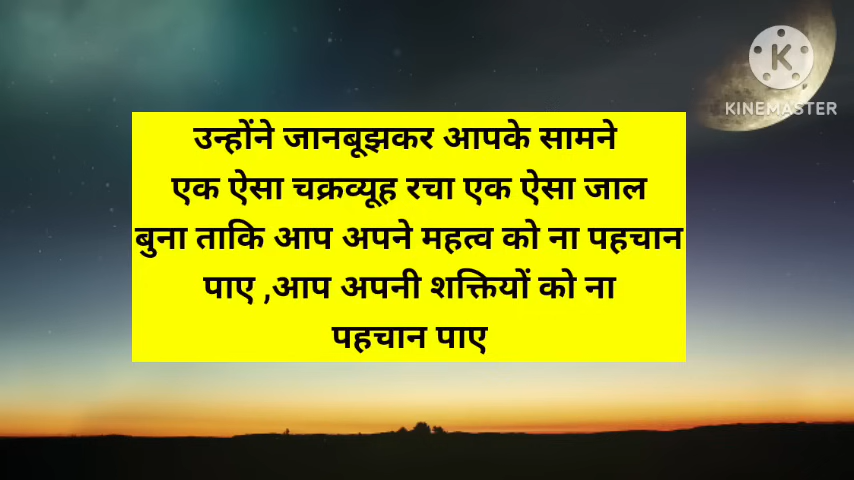 K
KINEMASTER
उन्होंने जानबूझकर आपके सामने
एक ऐसा चक्रव्यूह रचा एक ऐसा जाल
बुना ताकि आप अपने महत्व को ना पहचान
पाए ,आप अपनी शक्तियों को ना
पहचान पाए